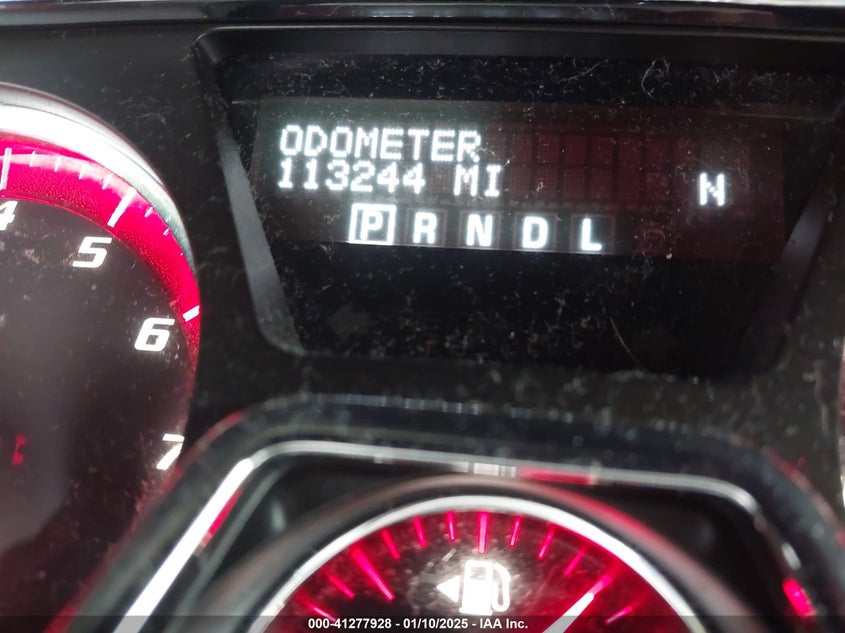 ODOMETER
113244 MI
N
P R N D L
4
5
6
7
000-41277928 - 01/10/2025 - IAA Inc.